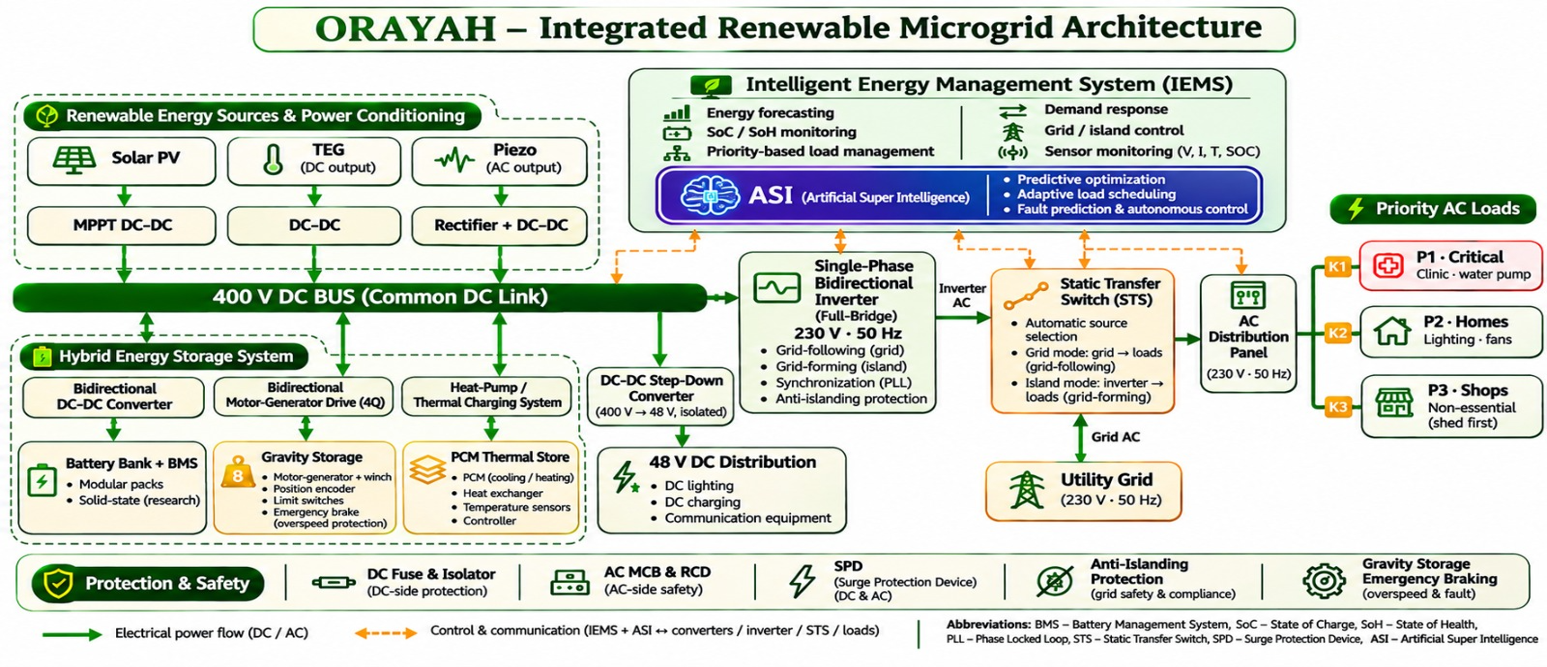 ORAYAH – Integrated Renewable Microgrid Architecture
Renewable Energy Sources & Power Conditioning
Solar PV
TEG
(DC output)
Piezo
(AC output)
MPPT DC–DC
DC–DC
Rectifier + DC–DC
Intelligent Energy Management System (IEMS)
Energy forecasting
SoC / SoH monitoring
Priority-based load management
Demand response
Grid / island control
Sensor monitoring (V, I, T, SOC)
ASI (Artificial Super Intelligence)
• Predictive optimization
• Adaptive load scheduling
• Fault prediction & autonomous control
400 V DC BUS (Common DC Link)
Hybrid Energy Storage System
Bidirectional
DC–DC Converter
Bidirectional
Motor-Generator Drive (4Q)
Heat-Pump /
Thermal Charging System
Battery Bank + BMS
• Modular packs
• Solid-state (research)
8
Gravity Storage
• Motor-generator + winch
• Position encoder
• Limit switches
• Emergency brake
(overspeed protection)
PCM Thermal Store
• PCM (cooling / heating)
• Heat exchanger
• Temperature sensors
• Controller
DC–DC Step-Down
Converter
(400 V → 48 V, isolated)
48 V DC Distribution
• DC lighting
• DC charging
• Communication equipment
Single-Phase
Bidirectional
Inverter
(Full-Bridge)
230 V · 50 Hz
• Grid-following (grid)
• Grid-forming (island)
• Synchronization (PLL)
• Anti-islanding protection
Inverter
AC
Static Transfer
Switch (STS)
• Automatic source
selection
• Grid mode: grid → loads
(grid-following)
• Island mode: inverter →
loads (grid-forming)
Grid AC
Utility Grid
(230 V · 50 Hz)
AC
Distribution
Panel
(230 V · 50 Hz)
Priority AC Loads
K1
P1 · Critical
Clinic · water pump
K2
P2 · Homes
Lighting · fans
K3
P3 · Shops
Non-essential
(shed first)
Protection & Safety
DC Fuse & Isolator
(DC-side protection)
AC MCB & RCD
(AC-side safety)
SPD
(Surge Protection Device)
(DC & AC)
Anti-Islanding
Protection
(grid safety & compliance)
Gravity Storage
Emergency Braking
(overspeed & fault)
Electrical power flow (DC / AC)
Control & communication (IEMS + ASI ↔ converters / inverter / STS / loads)
Abbreviations: BMS – Battery Management System, SoC – State of Charge, SoH – State of Health,
PLL – Phase Locked Loop, STS – Static Transfer Switch, SPD – Surge Protection Device, ASI – Artificial Super Intelligence